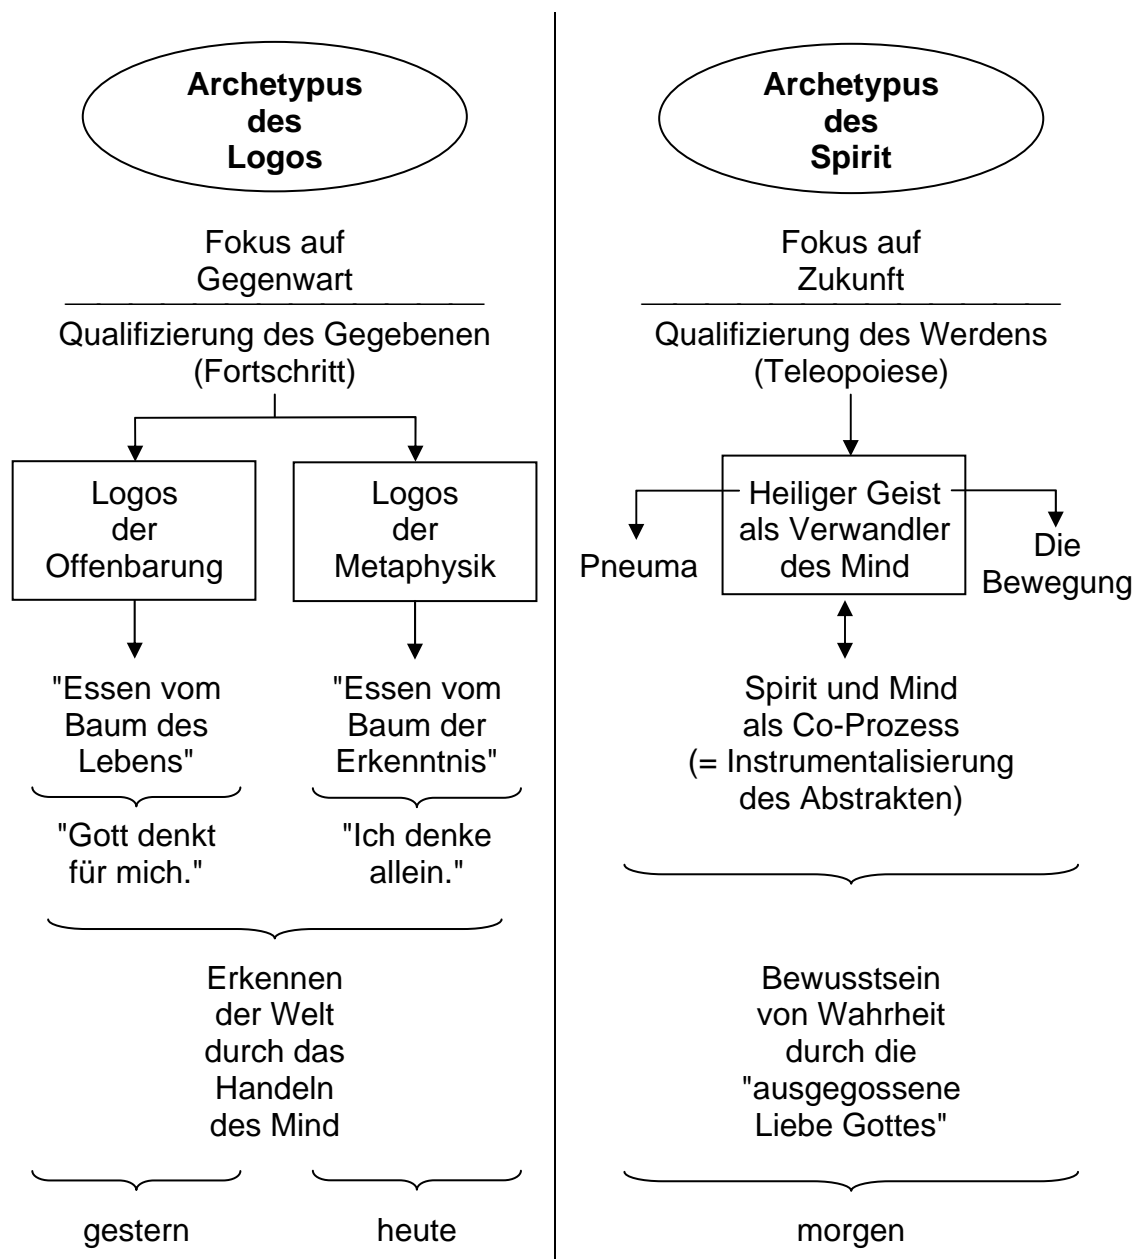 Archetypus
des
Logos
Fokus auf
Gegenwart
Qualifizierung des Gegebenen
(Fortschritt)
Logos
der
Offenbarung
Logos
der
Metaphysik
"Essen vom
Baum des
Lebens"
"Essen vom
Baum der
Erkenntnis"
"Gott denkt
für mich."
"Ich denke
allein."
Erkennen
der Welt
durch das
Handeln
des Mind
gestern
heute
Archetypus
des
Spirit
Fokus auf
Zukunft
Qualifizierung des Werdens
(Teleopoiese)
Heiliger Geist
als Verwandler
des Mind
Pneuma
Die
Bewegung
Spirit und Mind
als Co-Prozess
(= Instrumentalisierung
des Abstrakten)
Bewusstsein
von Wahrheit
durch die
"ausgegossene
Liebe Gottes"
morgen